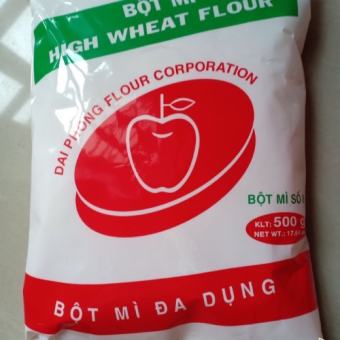 BỘT MÌ
HIGH WHEAT FLOUR
DAI PHONG FLOUR CORPORATION
BỘT MÌ SỐ
KLT: 500 g
NET WT.:
BỘT MÌ ĐA DỤNG